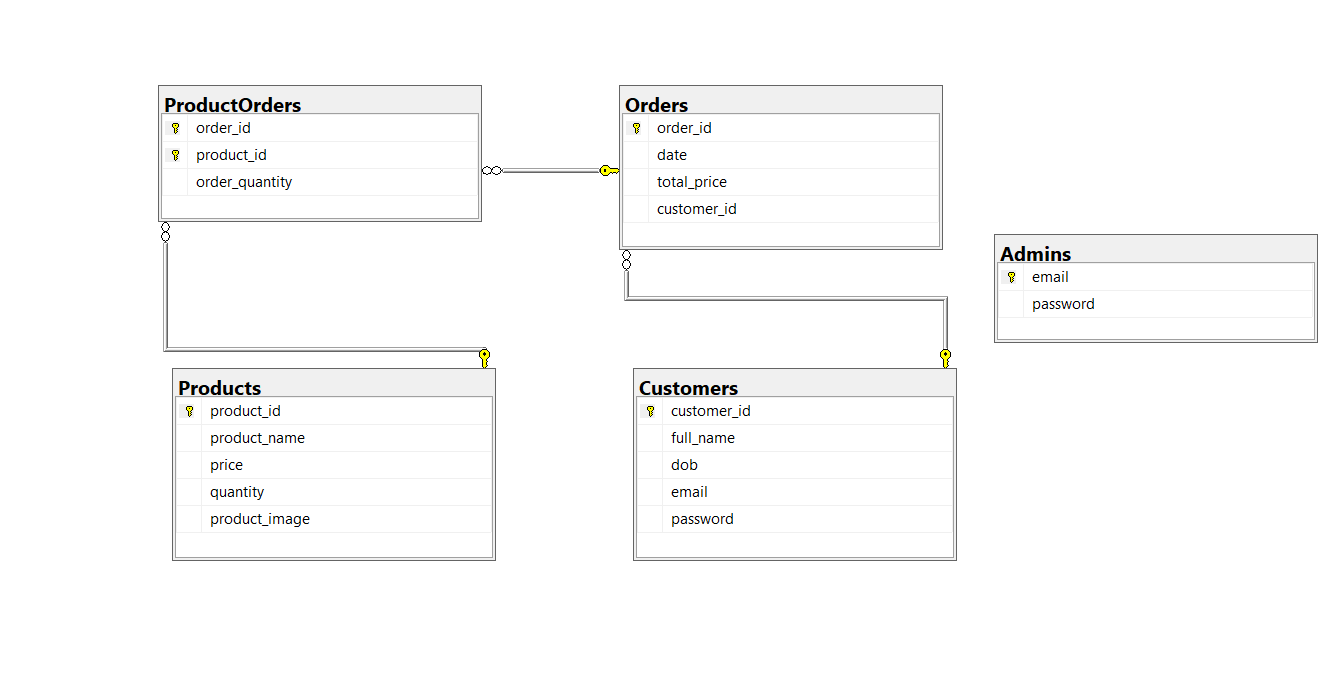 ProductOrders
order_id
product_id
order_quantity
Orders
order_id
date
total_price
customer_id
Admins
email
password
Products
product_id
product_name
price
quantity
product_image
Customers
customer_id
full_name
dob
email
password